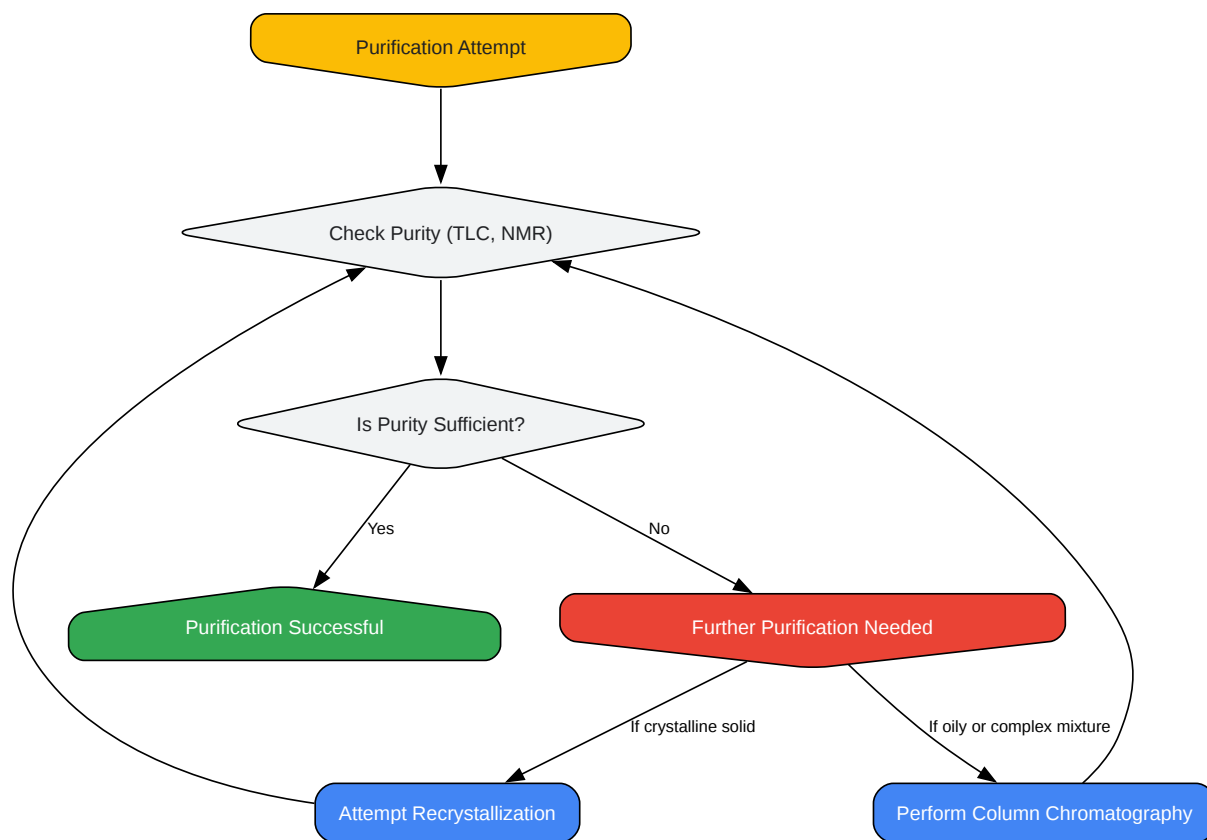 Purification Attempt
Check Purity (TLC, NMR)
Is Purity Sufficient?
Yes
No
Purification Successful
Further Purification Needed
If crystalline solid
If oily or complex mixture
Attempt Recrystallization
Perform Column Chromatography